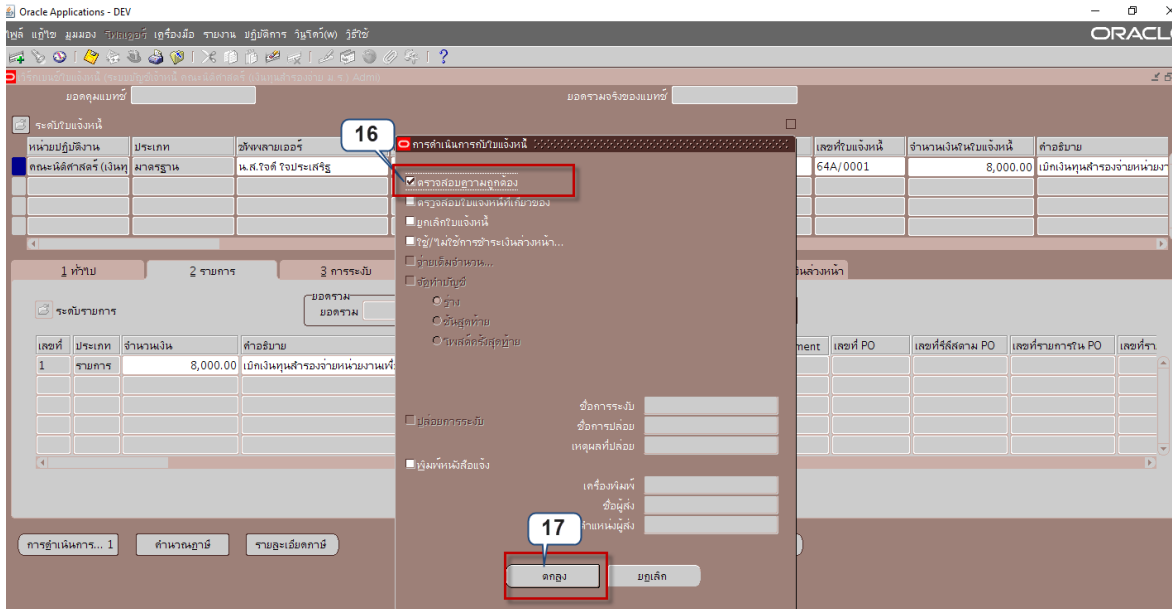 Oracle Applications - DEV
ไฟล์ แก้ไข มุมมอง โฟลเดอร์ เครื่องมือ รายงาน ปฏิบัติการ วินโดว์(W) วิธีใช้
ORACL
ยอดคุมแบทช์
ยอดรวมจริงของแบทช์
ระดับใบแจ้งหนี้
หน่วยปฏิบัติงาน ประเภท ซัพพลายเออร์ เลขที่ใบแจ้งหนี้ จำนวนเงินในใบแจ้งหนี้ คำอธิบาย
คณะนิติศาสตร์ (เงินทุ มาตรฐาน น.ส.ใจดี ใจประเสริฐ 64A/0001 8,000.00 เบิกเงินทุนสำรองจ่ายหน่วยงา
16
การดำเนินการกับใบแจ้งหนี้
ตรวจสอบความถูกต้อง
ตรวจสอบใบแจ้งหนี้ที่เกี่ยวข้อง
ยกเลิกใบแจ้งหนี้
ใช้/ไม่ใช้การชำระเงินล่วงหน้า...
จ่ายเต็มจำนวน...
จัดทำบัญชี
ร่าง
ขั้นสุดท้าย
โพสต์ครั้งสุดท้าย
1 ทั่วไป 2 รายการ 3 การระงับ
นล่วงหน้า
ยอดรวม
ระดับรายการ ยอดรวม
เลขที่ ประเภท จำนวนเงิน คำอธิบาย ment เลขที่ PO เลขที่รีลีสตาม PO เลขที่รายการใน PO เลขที่รา
1 รายการ 8,000.00 เบิกเงินทุนสำรองจ่ายหน่วยงานเพื่
ปล่อยการระงับ
ชื่อการระงับ
ชื่อการปล่อย
เหตุผลที่ปล่อย
พิมพ์หนังสือแจ้ง
เครื่องพิมพ์
ชื่อผู้ส่ง
ตำแหน่งผู้ส่ง
17
การดำเนินการ... 1 คำนวณภาษี รายละเอียดภาษี
ตกลง ยกเลิก